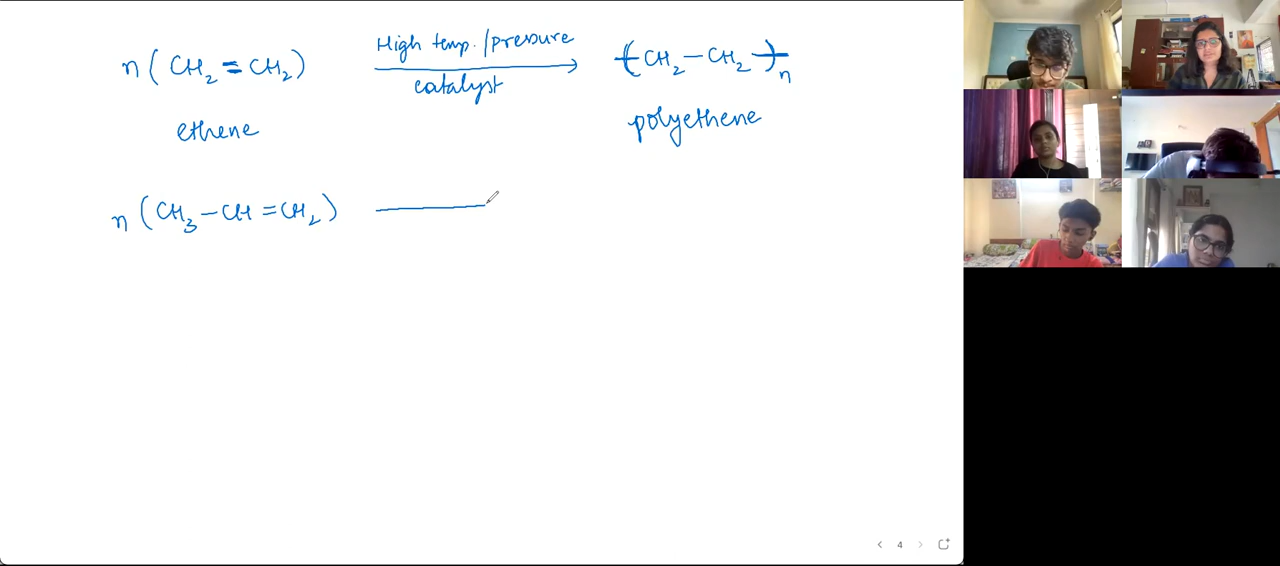 n(CH₂=CH₂) High temp./pressure catalyst -(CH₂-CH₂)-n
ethene polyethene
n(CH₃-CH=CH₂)
4